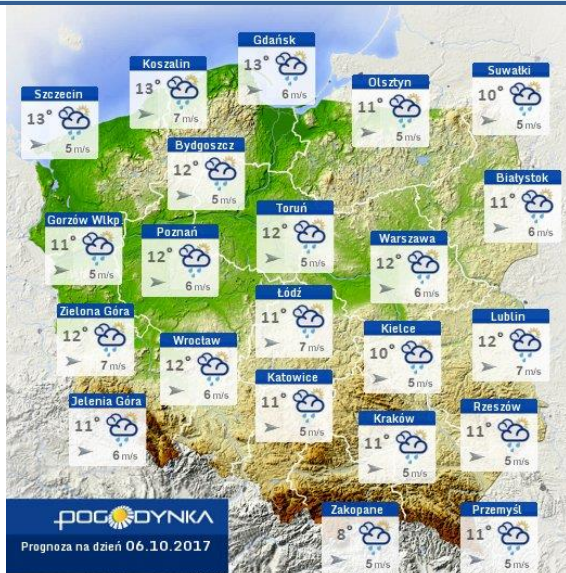 Gdańsk
13°
6 m/s
Koszalin
13°
7 m/s
Szczecin
13°
5 m/s
Olsztyn
11°
5 m/s
Suwałki
10°
5 m/s
Bydgoszcz
12°
5 m/s
Białystok
11°
6 m/s
Toruń
12°
5 m/s
Gorzów Wlkp
11°
5 m/s
Poznań
12°
6 m/s
Warszawa
12°
6 m/s
Łódź
11°
7 m/s
Zielona Góra
12°
7 m/s
Wrocław
12°
6 m/s
Kielce
10°
5 m/s
Lublin
12°
7 m/s
Katowice
11°
5 m/s
Jelenia Góra
11°
6 m/s
Kraków
11°
5 m/s
Rzeszów
11°
5 m/s
Zakopane
8°
5 m/s
Przemyśl
11°
5 m/s
POGODYNKA
Prognoza na dzień 06.10.2017